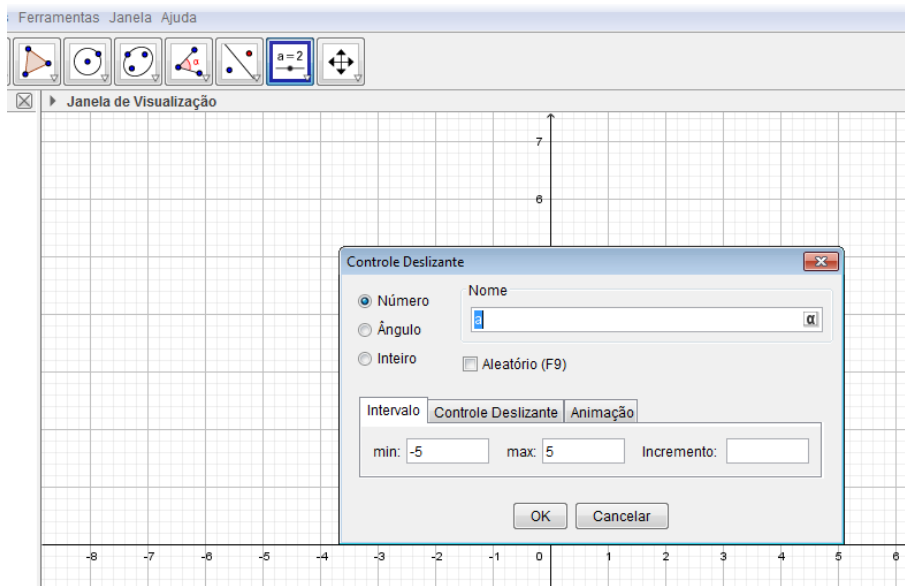 Ferramentas Janela Ajuda
α
a=2
Janela de Visualização
7
6
Controle Deslizante
Número
Nome
a
α
Ângulo
Inteiro
Aleatório (F9)
Intervalo Controle Deslizante Animação
min: -5 max: 5 Incremento:
OK Cancelar
-8 -7 -6 -5 -4 -3 -2 -1 0 1 2 3 4 5 6